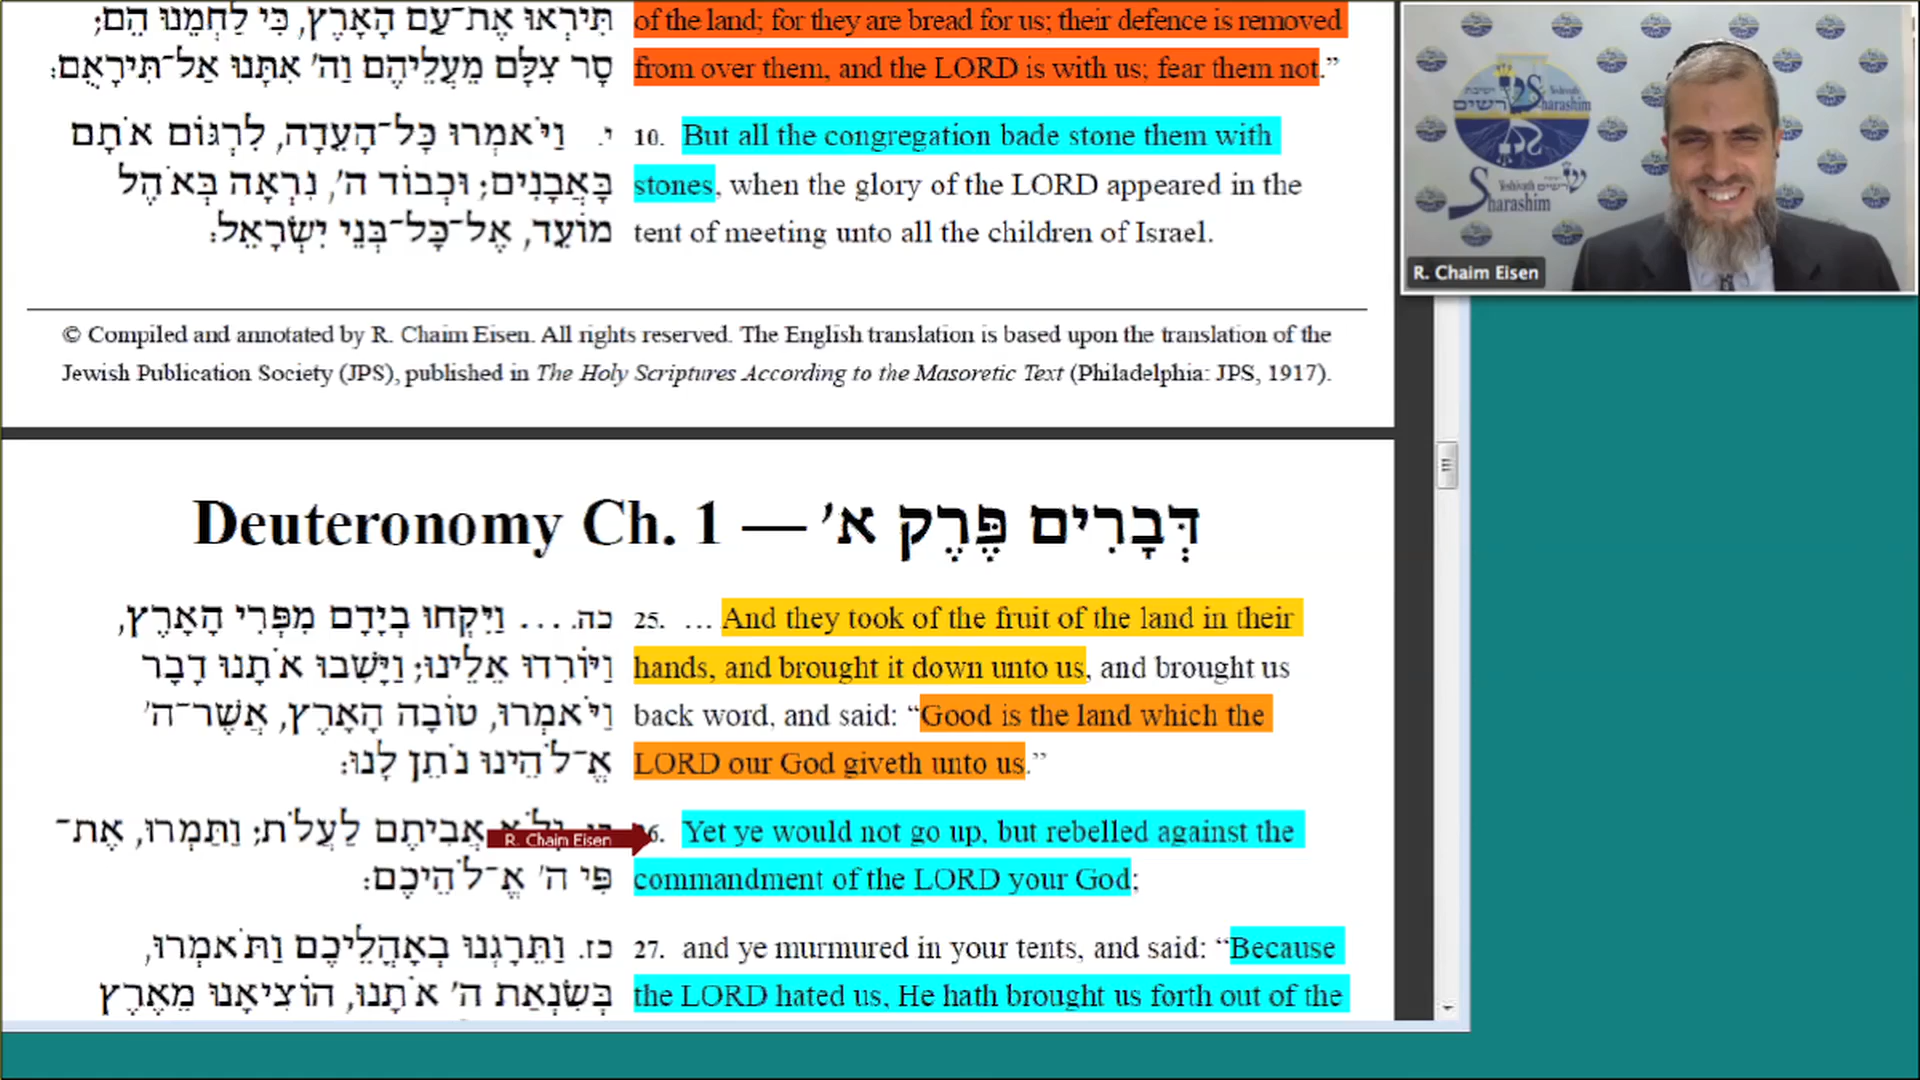 תִּירְאוּ אֶת־עַם הָאָרֶץ, כִּי לַחְמֵנוּ הֵם;
סָר צִלָּם מֵעֲלֵיהֶם וַה' אִתָּנוּ אַל־תִּירָאֻם:
of the land; for they are bread for us; their defence is removed
from over them, and the LORD is with us; fear them not.”
י. וַיֹּאמְרוּ כָּל־הָעֵדָה, לִרְגּוֹם אֹתָם
בָּאֲבָנִים; וּכְבוֹד ה', נִרְאָה בְּאֹהֶל
מוֹעֵד, אֶל־כָּל־בְּנֵי יִשְׂרָאֵל:
10. But all the congregation bade stone them with
stones, when the glory of the LORD appeared in the
tent of meeting unto all the children of Israel.
© Compiled and annotated by R. Chaim Eisen. All rights reserved. The English translation is based upon the translation of the
Jewish Publication Society (JPS), published in The Holy Scriptures According to the Masoretic Text (Philadelphia: JPS, 1917).
Deuteronomy Ch. 1 — דְּבָרִים פֶּרֶק א'
כה. . . . וַיִּקְחוּ בְיָדָם מִפְּרִי הָאָרֶץ,
וַיּוֹרִדוּ אֵלֵינוּ; וַיָּשִׁבוּ אֹתָנוּ דָבָר
וַיֹּאמְרוּ, טוֹבָה הָאָרֶץ, אֲשֶׁר־ה'
אֱ־לֹהֵינוּ נֹתֵן לָנוּ:
25. … And they took of the fruit of the land in their
hands, and brought it down unto us, and brought us
back word, and said: “Good is the land which the
LORD our God giveth unto us.”
אֲבִיתֶם לַעֲלֹת; וַתַּמְרוּ, אֶת־
פִּי ה' אֱ־לֹהֵיכֶם:
R. Chaim Eisen
6. Yet ye would not go up, but rebelled against the
commandment of the LORD your God;
כז. וַתֵּרָגְנוּ בְאָהֳלֵיכֶם וַתֹּאמְרוּ,
בְּשִׂנְאַת ה' אֹתָנוּ, הוֹצִיאָנוּ מֵאֶרֶץ
27. and ye murmured in your tents, and said: “Because
the LORD hated us, He hath brought us forth out of the
Yeshivath
Sharashim
ישיבת
שרשים
Yeshivath
Sharashim
R. Chaim Eisen